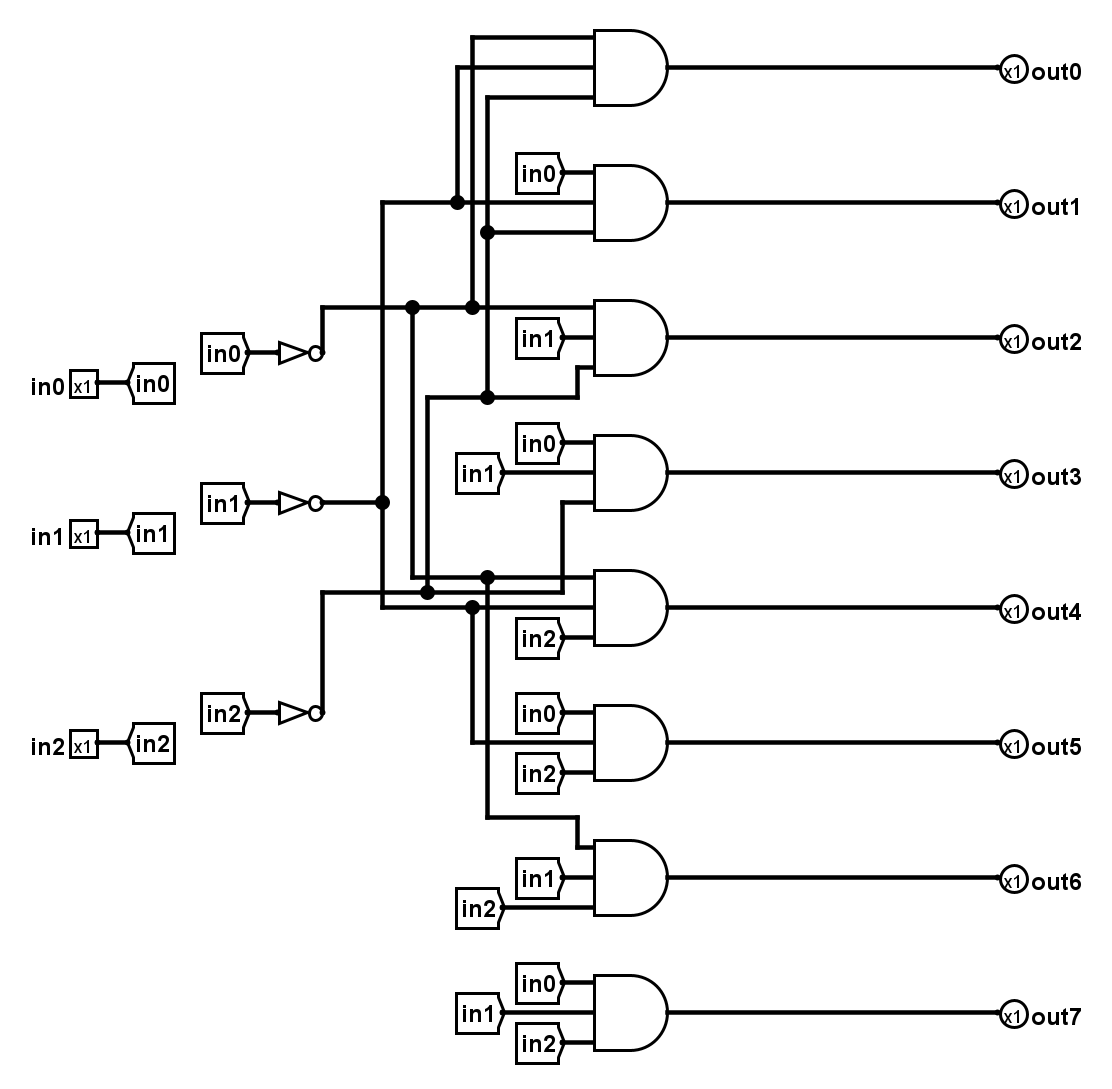 x1 out0
in0
x1 out1
in0
in1
x1 out2
in0 x1 in0
in0
in1
x1 out3
in1
in1 x1 in1
in2
x1 out4
in2
in0
in2 x1 in2
x1 out5
in2
in1
x1 out6
in2
in0
in1
x1 out7
in2